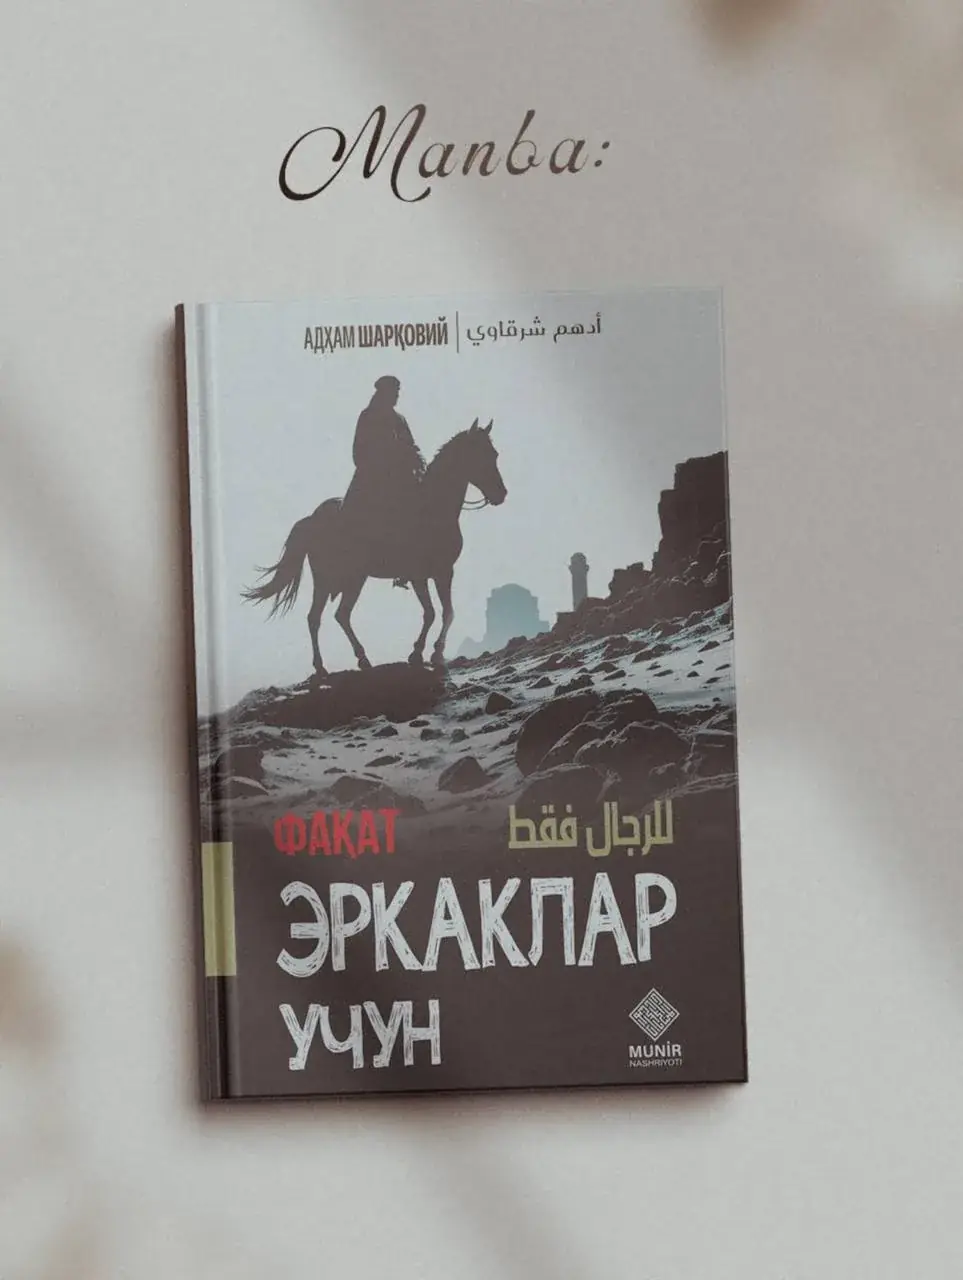 Manba:
АДҲАМ ШАРҚОВИЙ | أدهم شرقاوي
ФАҚАТ للرجال فقط
ЭРКАКЛАР
УЧУН
MUNİR
NASHRIYOTI